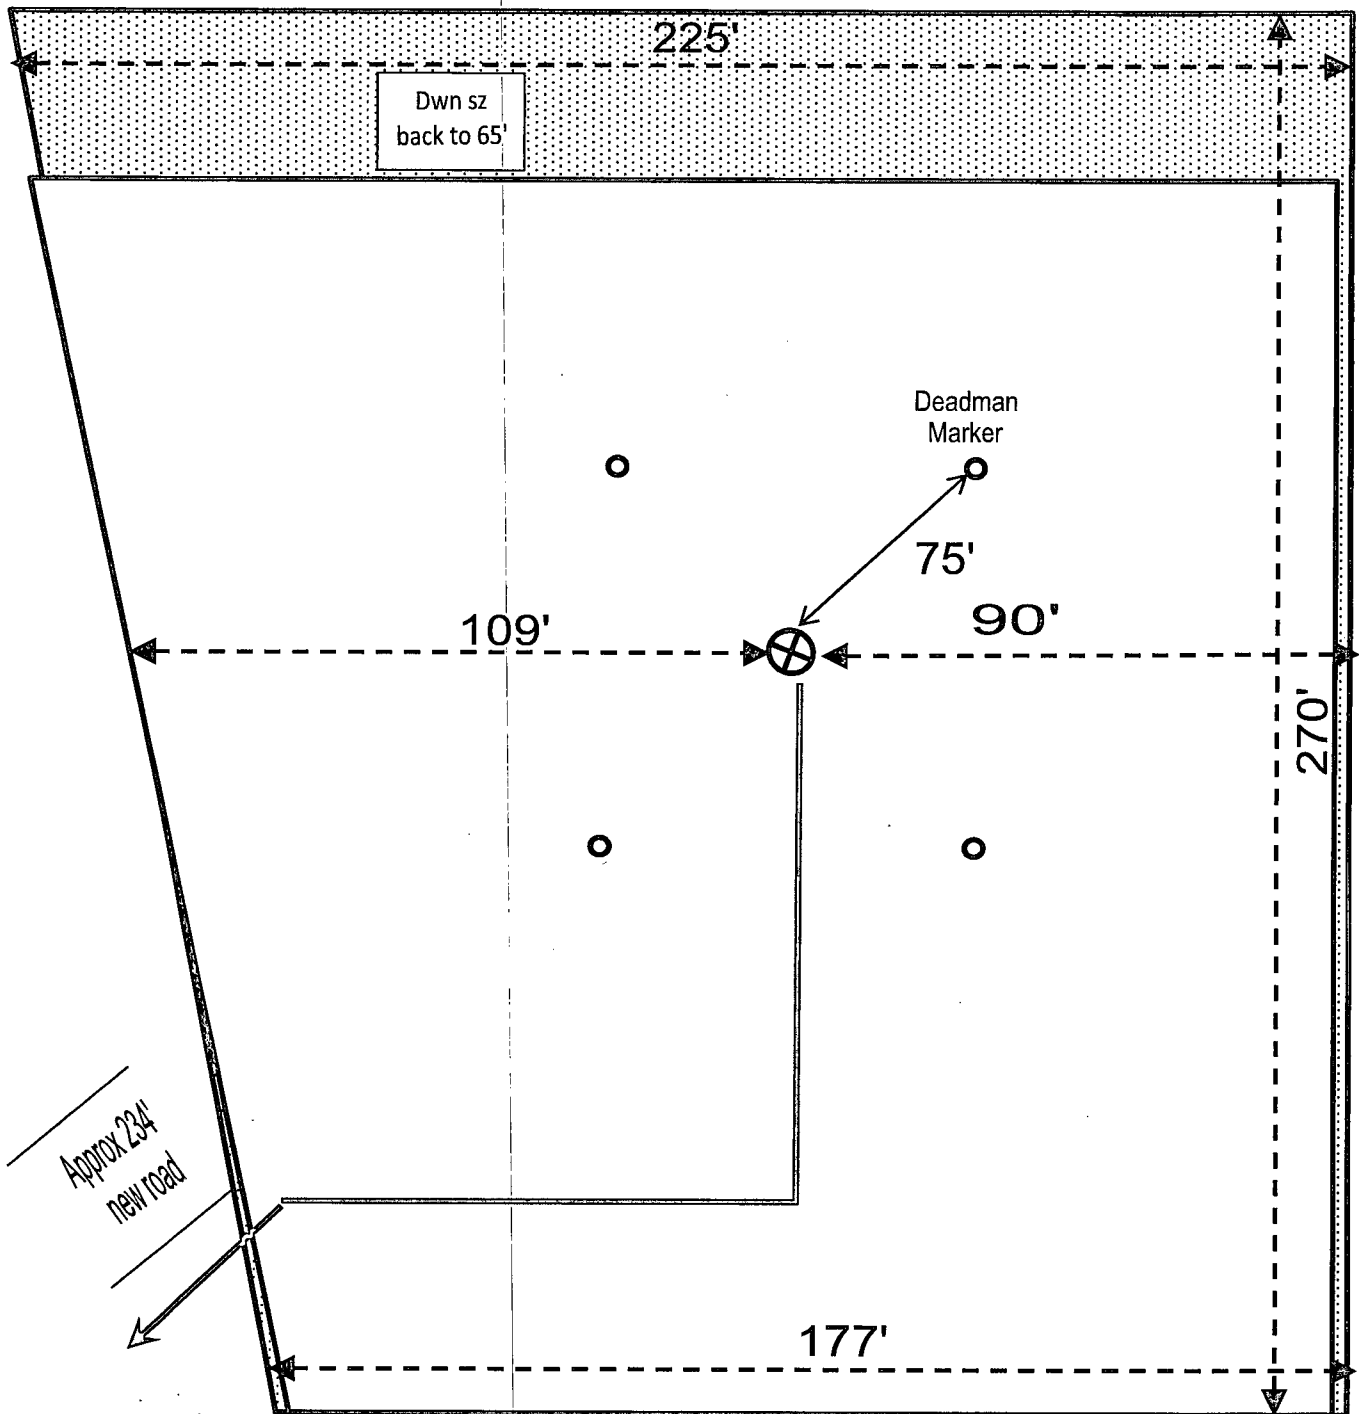 225'
Dwn sz
back to 65'
Deadman
Marker
75'
109'
90'
270'
Approx 234'
new road
177'